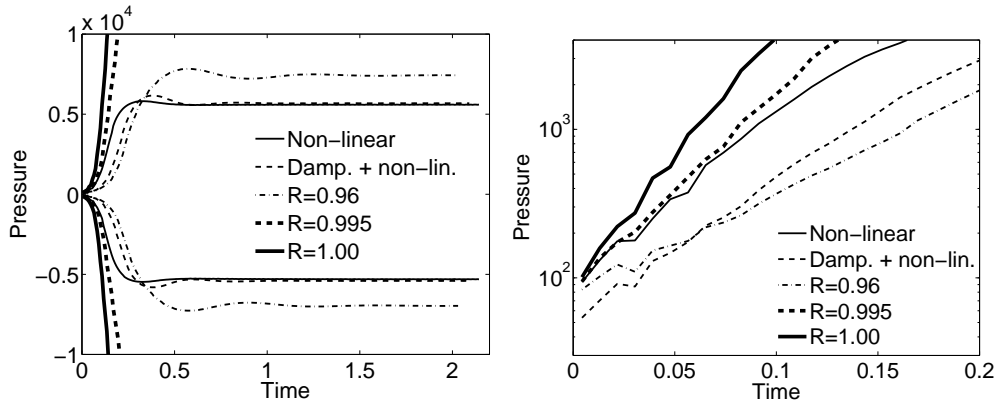 1 x 10^4
0.5
0
−0.5
−1
Pressure
0 0.5 1 1.5 2
Time
Non−linear
Damp. + non−lin.
R=0.96
R=0.995
R=1.00
10^3
10^2
Pressure
0 0.05 0.1 0.15 0.2
Time
Non−linear
Damp. + non−lin.
R=0.96
R=0.995
R=1.00